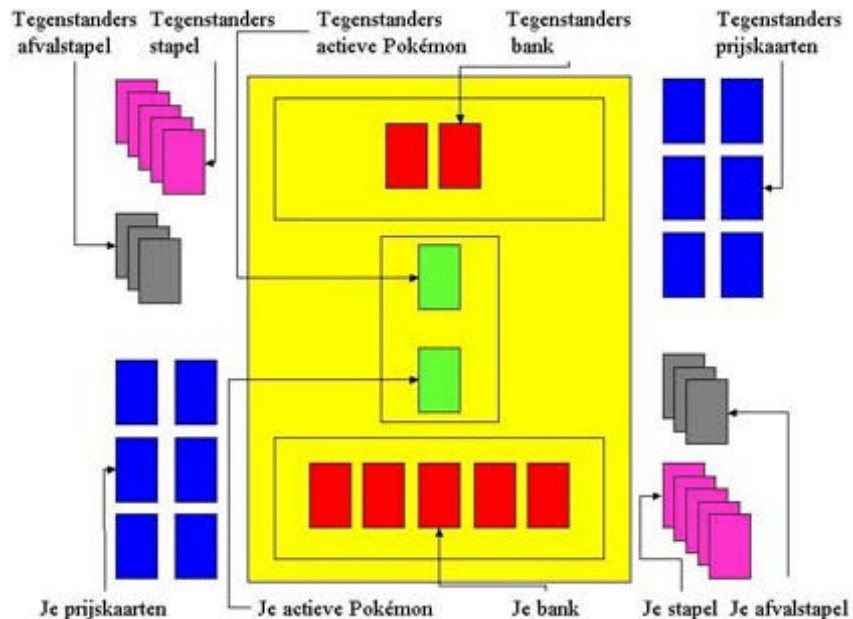 Tegenstanders
afvalstapel
Tegenstanders
stapel
Tegenstanders
actieve Pokémon
Tegenstanders
bank
Tegenstanders
prijskaarten
Je prijskaarten
Je actieve Pokémon
Je bank
Je stapel
Je afvalstapel